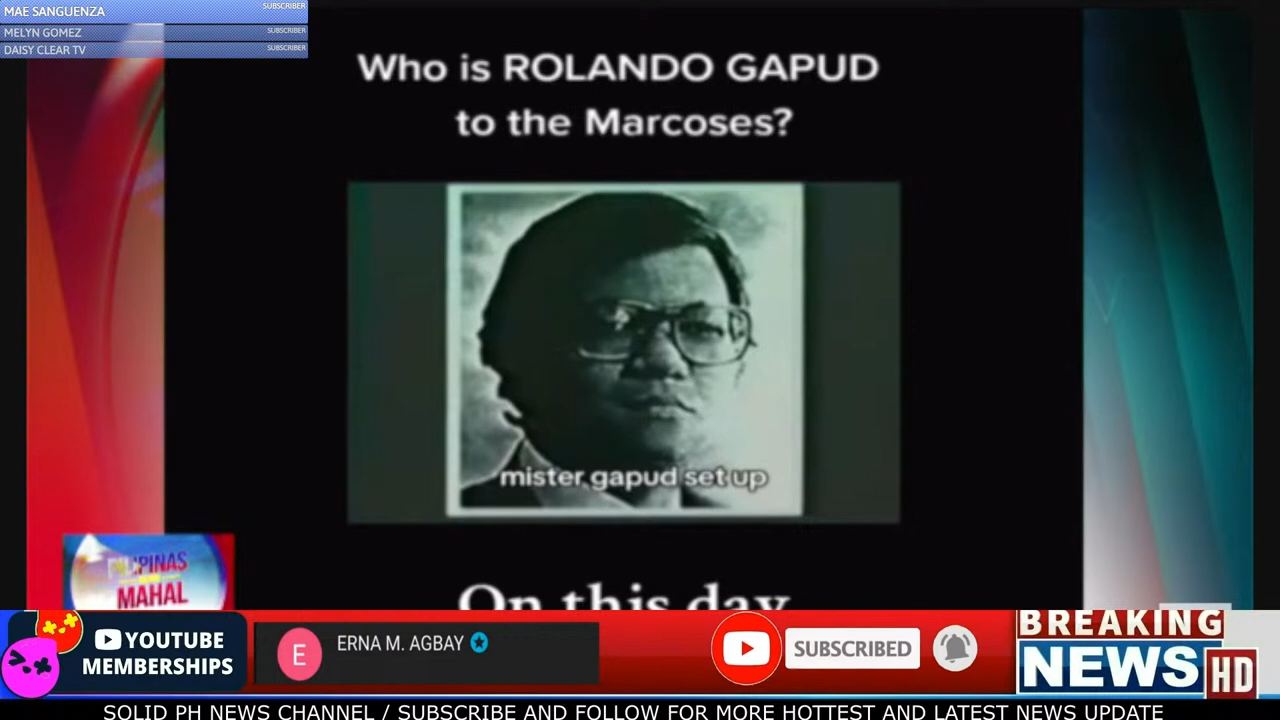 MAE SANGUENZA
SUBSCRIBER
MELYN GOMEZ
SUBSCRIBER
DAISY CLEAR TV
SUBSCRIBER
Who is ROLANDO GAPUD
to the Marcoses?
mister gapud set up
On this day
PILIPINAS
MAHAL
YOUTUBE
MEMBERSHIPS
E
ERNA M. AGBAY
SUBSCRIBED
BREAKING
NEWS HD
SOLID PH NEWS CHANNEL / SUBSCRIBE AND FOLLOW FOR MORE HOTTEST AND LATEST NEWS UPDATE